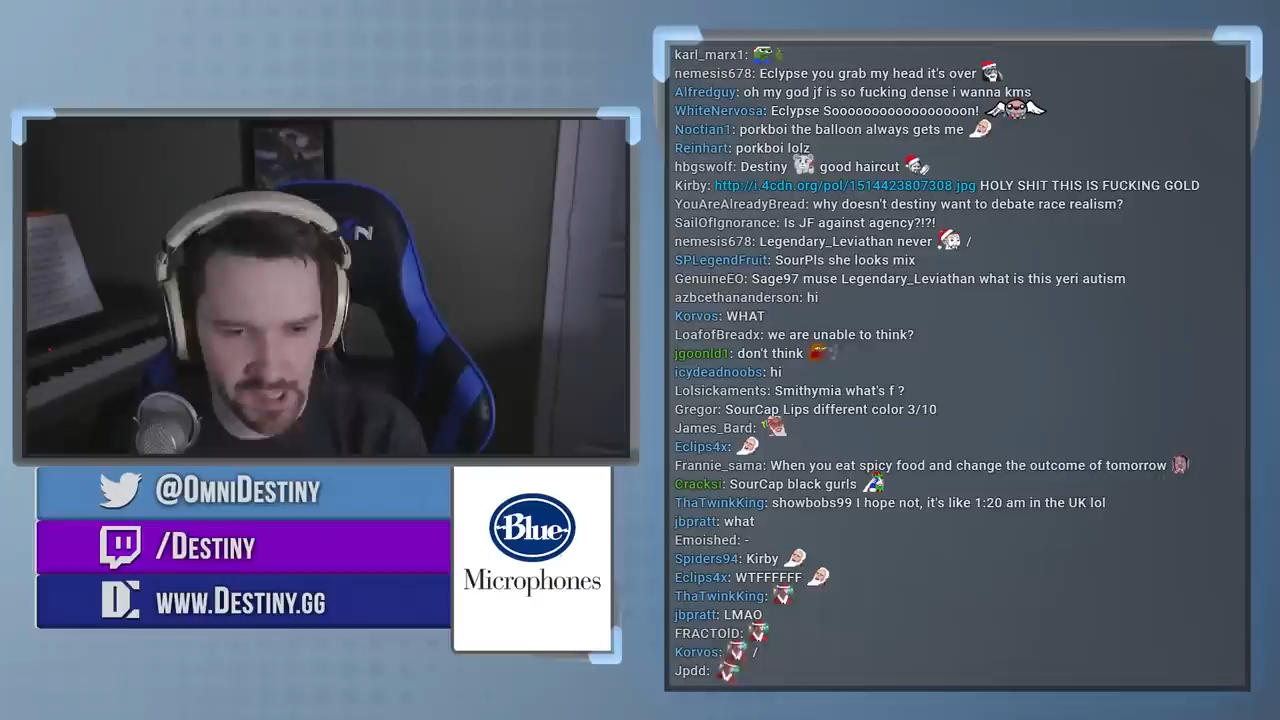 karl_marx1:
nemesis678: Eclypse you grab my head it's over
Alfredguy: oh my god jf is so fucking dense i wanna kms
WhiteNervosa: Eclypse Sooooooooooooooooon!
Noctian1: porkboi the balloon always gets me
Reinhart: porkboi lolz
hbgswolf: Destiny good haircut
Kirby: http://i.4cdn.org/pol/1514423807308 jpg HOLY SHIT THIS IS FUCKING GOLD
YouAreAlreadyBread: why doesn't destiny want to debate race realism?
SailOfIgnorance: Is JF against agency?!?!
nemesis678: Legendary_Leviathan never /
SPLegendFruit: SourPls she looks mix
GenuineEO: Sage97 muse Legendary_Leviathan what is this yeri autism
azbcethananderson: hi
Korvos: WHAT
LoafofBreadx: we are unable to think?
jgoonld1: don't think
icydeadnoobs: hi
Lolsickaments: Smithymia what's f ?
Gregor: SourCap Lips different color 3/10
James_Bard:
Eclips4x:
Frannie_sama: When you eat spicy food and change the outcome of tomorrow
Cracksi: SourCap black gurls
ThaTwinkKing: showbobs99 I hope not, it's like 1:20 am in the UK lol
jbpratt: what
Emoished: -
Spiders94: Kirby
Eclips4x: WTFFFFFF
ThaTwinkKing:
jbpratt: LMAO
FRACTOID:
Korvos: /
Jpdd:
N
@OmniDestiny
/Destiny
www.Destiny.gg
Blue
Microphones